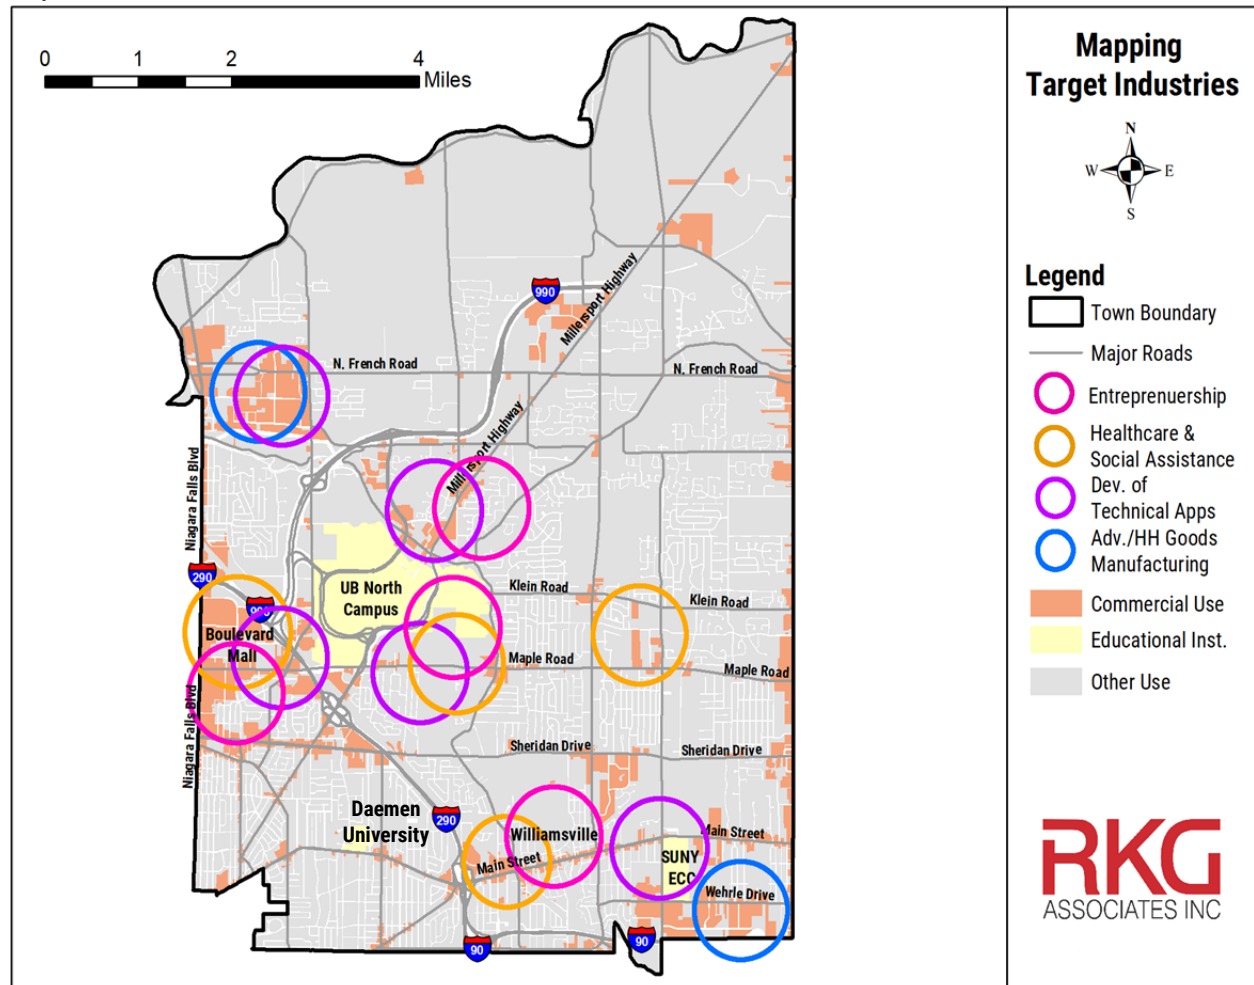 0 1 2 4
Miles
Mapping
Target Industries
N
W E
S
Legend
Town Boundary
Major Roads
Entreprenuership
Healthcare &
Social Assistance
Dev. of
Technical Apps
Adv./HH Goods
Manufacturing
Commercial Use
Educational Inst.
Other Use
RKG
ASSOCIATES INC
990
Millersport Highway
N. French Road
N. French Road
Millersport Highway
Niagara Falls Blvd
290
990
UB North
Campus
Klein Road
Klein Road
Boulevard
Mall
Maple Road
Maple Road
Niagara Falls Blvd
Sheridan Drive
Sheridan Drive
Daemen
University
290
Williamsville
Main Street
Main Street
SUNY
ECC
Wehrle Drive
90
90